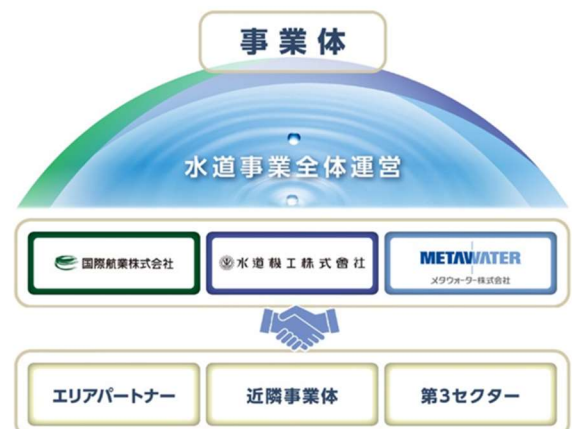 事業体
水道事業全体運営
国際航業株式会社
水道機工株式會社
METAWATER
メタウォーター株式会社
エリアパートナー
近隣事業体
第3セクター